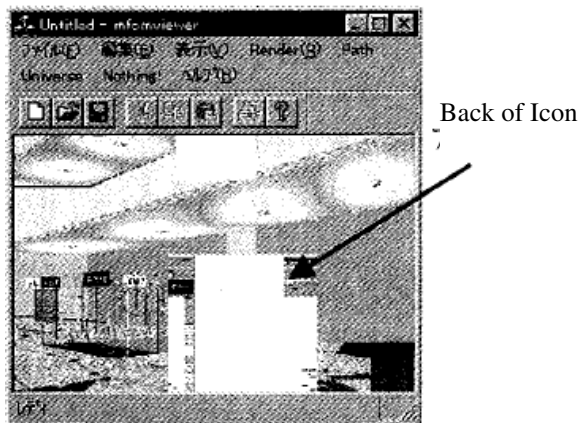 Untitled - mfomviewer
ファイル(F) 編集(E) 表示(V) Render(R) Path
Universe Nothing! ヘルプ(H)
Back of Icon
レディ